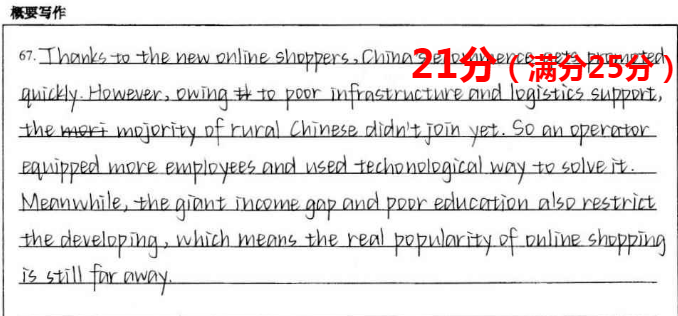 概要写作
67. Thanks to the new online shoppers, China's ecommerce gets promoted
21分（满分25分）
quickly. However, owing to poor infrastructure and logistics support,
the mojority of rural Chinese didn't join yet. So an operator
equipped more employees and used techonological way to solve it.
Meanwhile, the giant income gap and poor education also restrict
the developing, which means the real popularity of online shopping
is still far away.